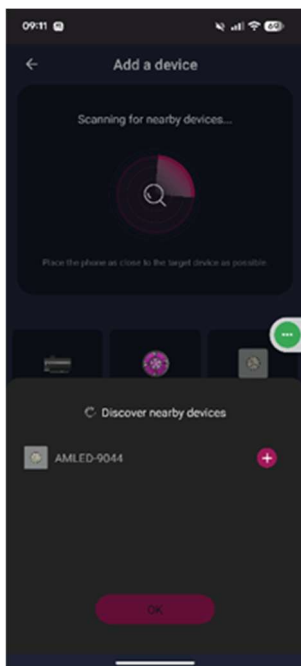 09:11
69
Add a device
Scanning for nearby devices...
Place the phone as close to the target device as possible.
Discover nearby devices
AMLED-9044
OK